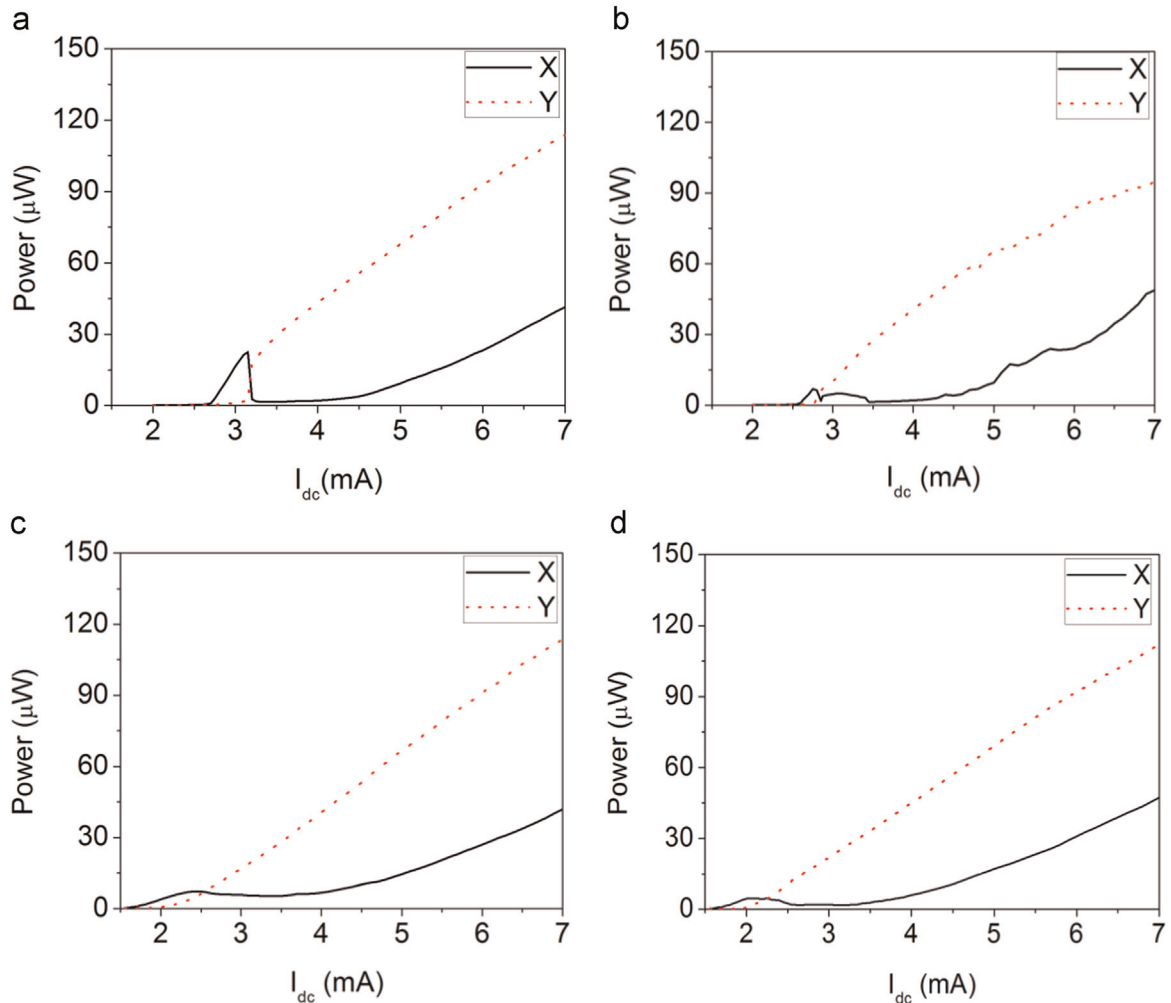 a
150
120
90
60
30
0
Power (μW)
X
Y
2 3 4 5 6 7
I_dc(mA)
b
150
120
90
60
30
0
Power (μW)
X
Y
2 3 4 5 6 7
I_dc (mA)
c
150
120
90
60
30
0
Power (μW)
X
Y
2 3 4 5 6 7
I_dc (mA)
d
150
120
90
60
30
0
Power (μW)
X
Y
2 3 4 5 6 7
I_dc (mA)